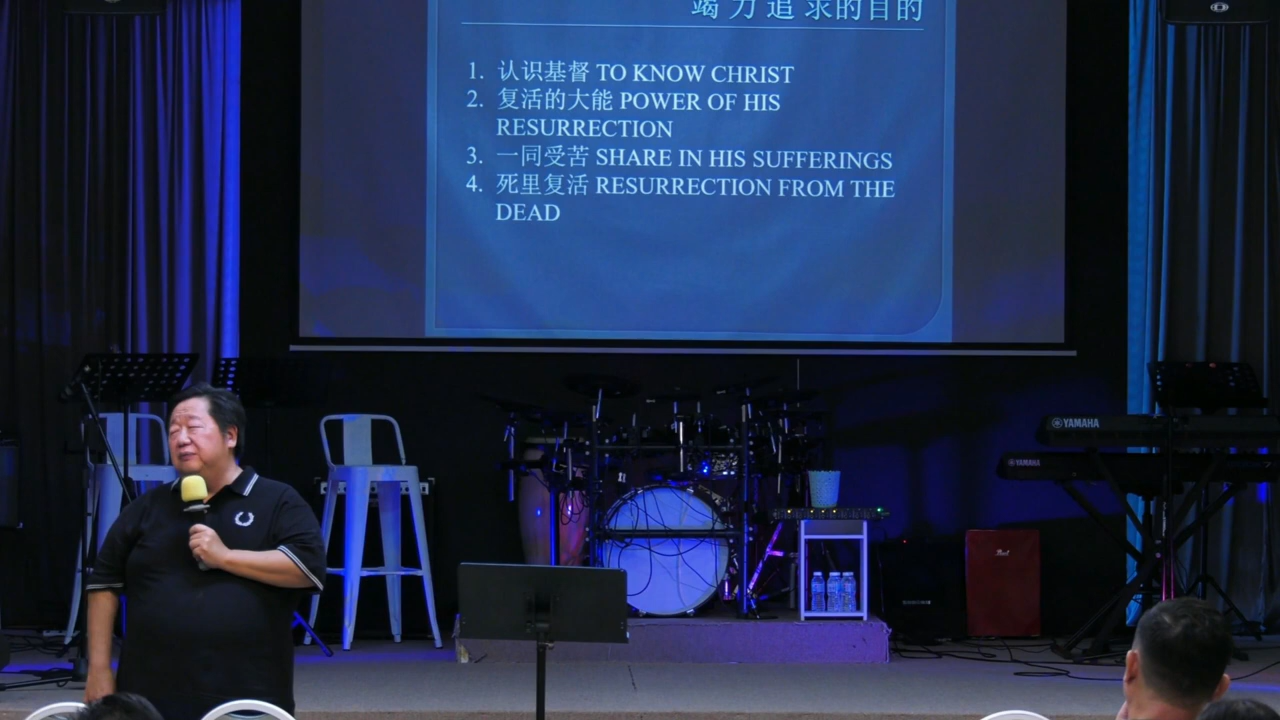 竭力追求的目的
1. 认识基督 TO KNOW CHRIST
2. 复活的大能 POWER OF HIS
RESURRECTION
3. 一同受苦 SHARE IN HIS SUFFERINGS
4. 死里复活 RESURRECTION FROM THE
DEAD
YAMAHA
YAMAHA
Pearl